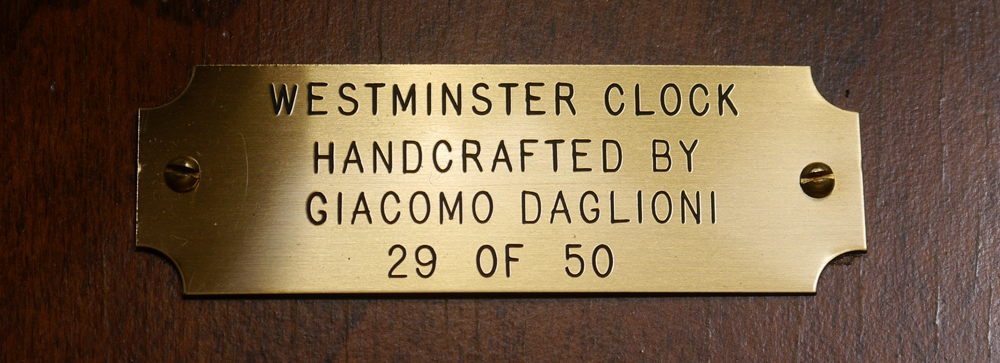 WESTMINSTER CLOCK
HANDCRAFTED BY
GIACOMO DAGLIONI
29 OF 50